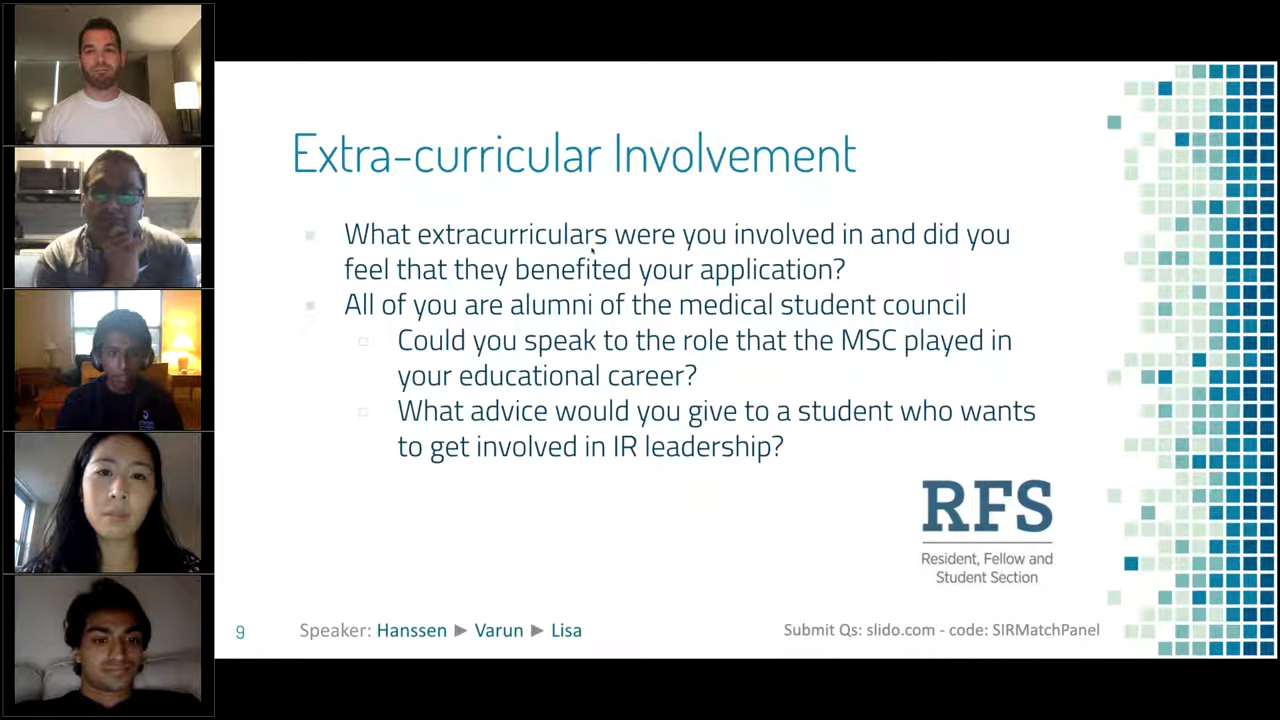 Extra-curricular Involvement
What extracurriculars were you involved in and did you
feel that they benefited your application?
All of you are alumni of the medical student council
Could you speak to the role that the MSC played in
your educational career?
What advice would you give to a student who wants
to get involved in IR leadership?
RFS
Resident, Fellow and
Student Section
9
Speaker: Hanssen ▶ Varun ▶ Lisa
Submit Qs: slido.com - code: SIRMatchPanel